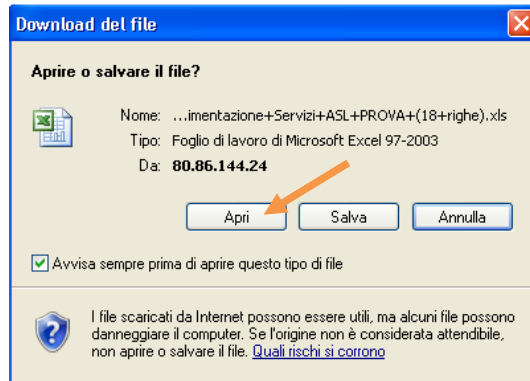 Download del file
Aprire o salvare il file?
Nome: ...imentazione+Servizi+ASL+PROVA+(18+righe).xls
Tipo: Foglio di lavoro di Microsoft Excel 97-2003
Da: 80.86.144.24
Apri Salva Annulla
Avvisa sempre prima di aprire questo tipo di file
I file scaricati da Internet possono essere utili, ma alcuni file possono
danneggiare il computer. Se l'origine non è considerata attendibile,
non aprire o salvare il file. Quali rischi si corrono